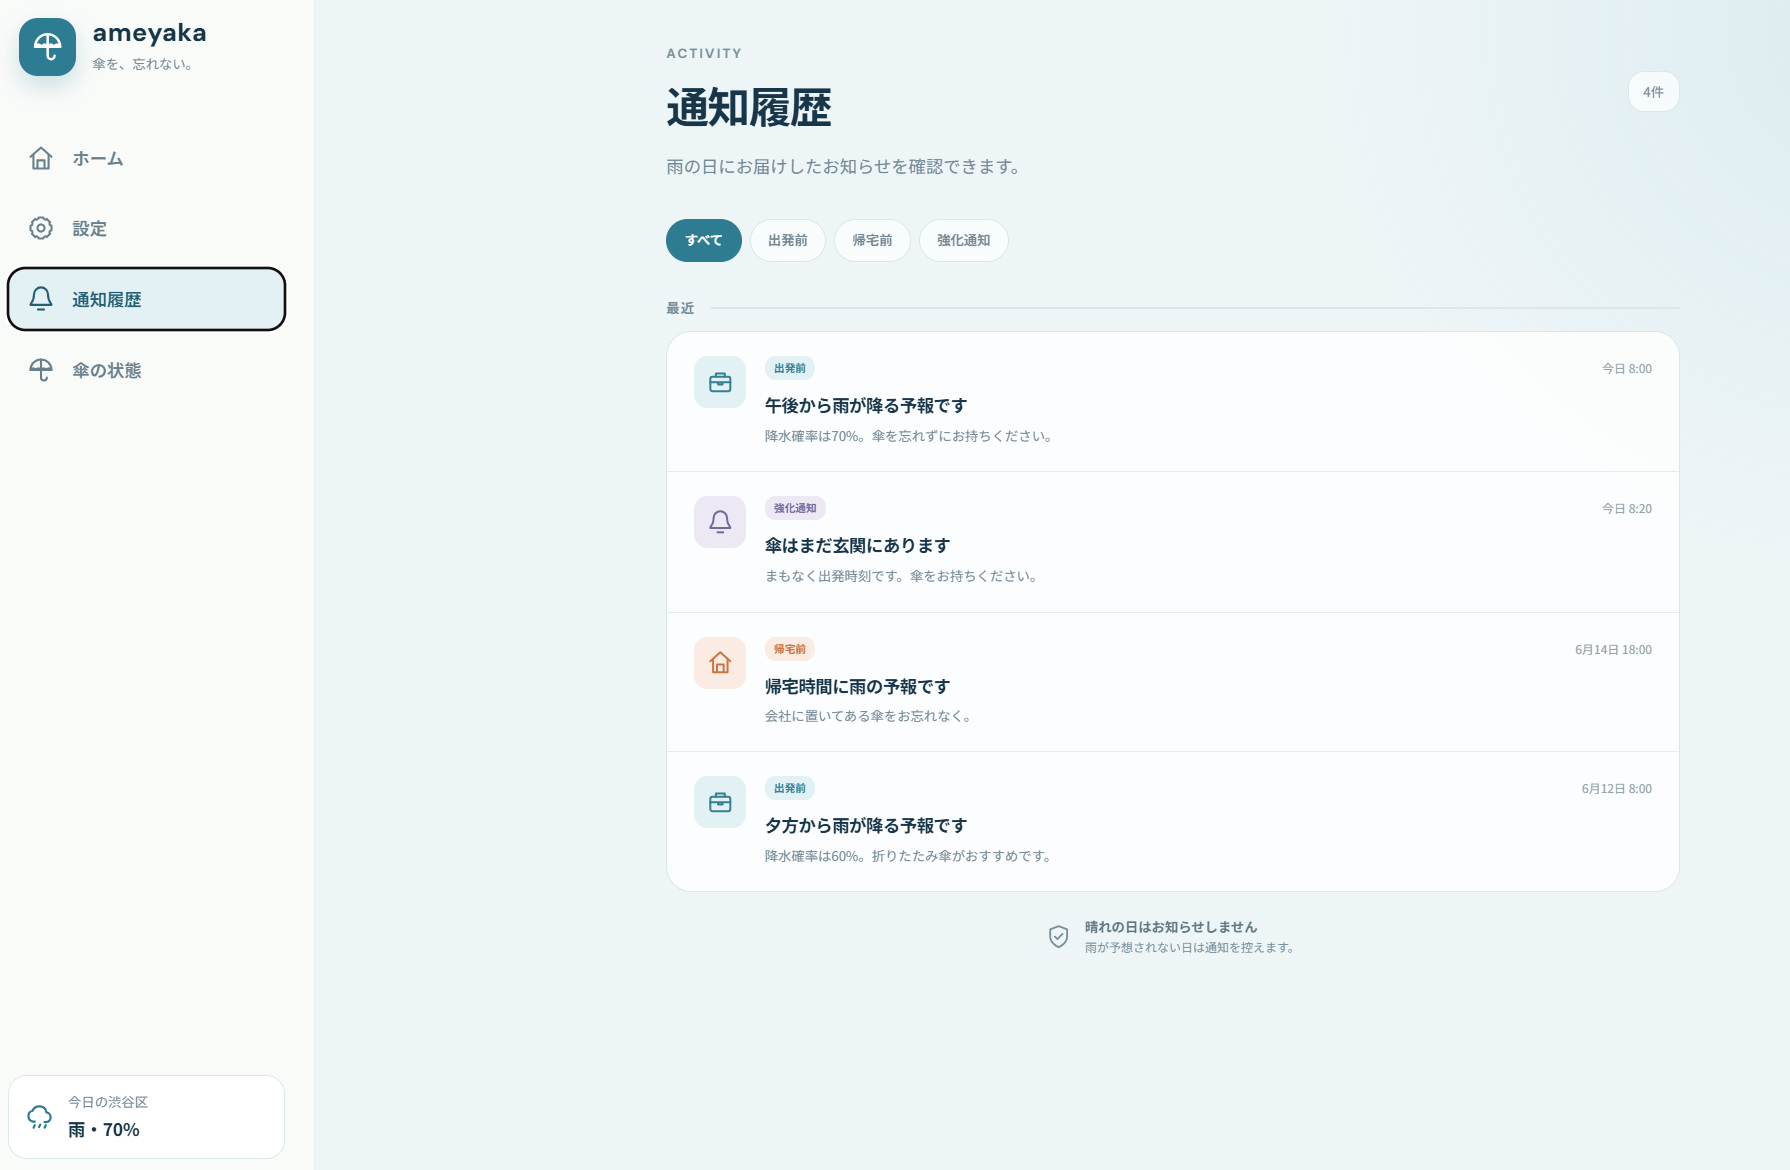 ameyaka
傘を、忘れない。
ホーム
設定
通知履歴
傘の状態
今日の渋谷区
雨・70%
ACTIVITY
通知履歴
4件
雨の日にお届けしたお知らせを確認できます。
すべて
出発前
帰宅前
強化通知
最近
出発前
今日 8:00
午後から雨が降る予報です
降水確率は70%。傘を忘れずにお持ちください。
強化通知
今日 8:20
傘はまだ玄関にあります
まもなく出発時刻です。傘をお持ちください。
帰宅前
6月14日 18:00
帰宅時間に雨の予報です
会社に置いてある傘をお忘れなく。
出発前
6月12日 8:00
夕方から雨が降る予報です
降水確率は60%。折りたたみ傘がおすすめです。
晴れの日はお知らせしません
雨が予想されない日は通知を控えます。